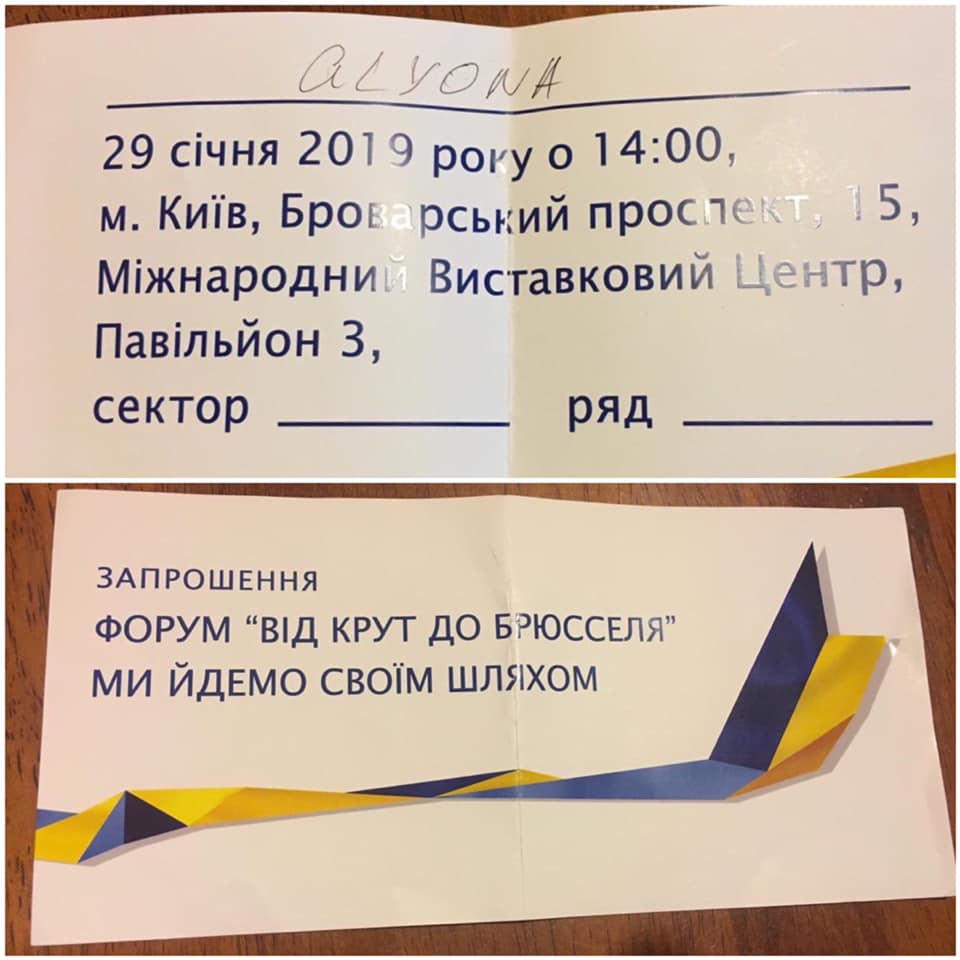 ALYONA
29 січня 2019 року о 14:00,
м. Київ, Броварський проспект, 15,
Міжнародний Виставковий Центр,
Павільйон 3,
сектор ряд
ЗАПРОШЕННЯ
ФОРУМ “ВІД КРУТ ДО БРЮССЕЛЯ”
МИ ЙДЕМО СВОЇМ ШЛЯХОМ